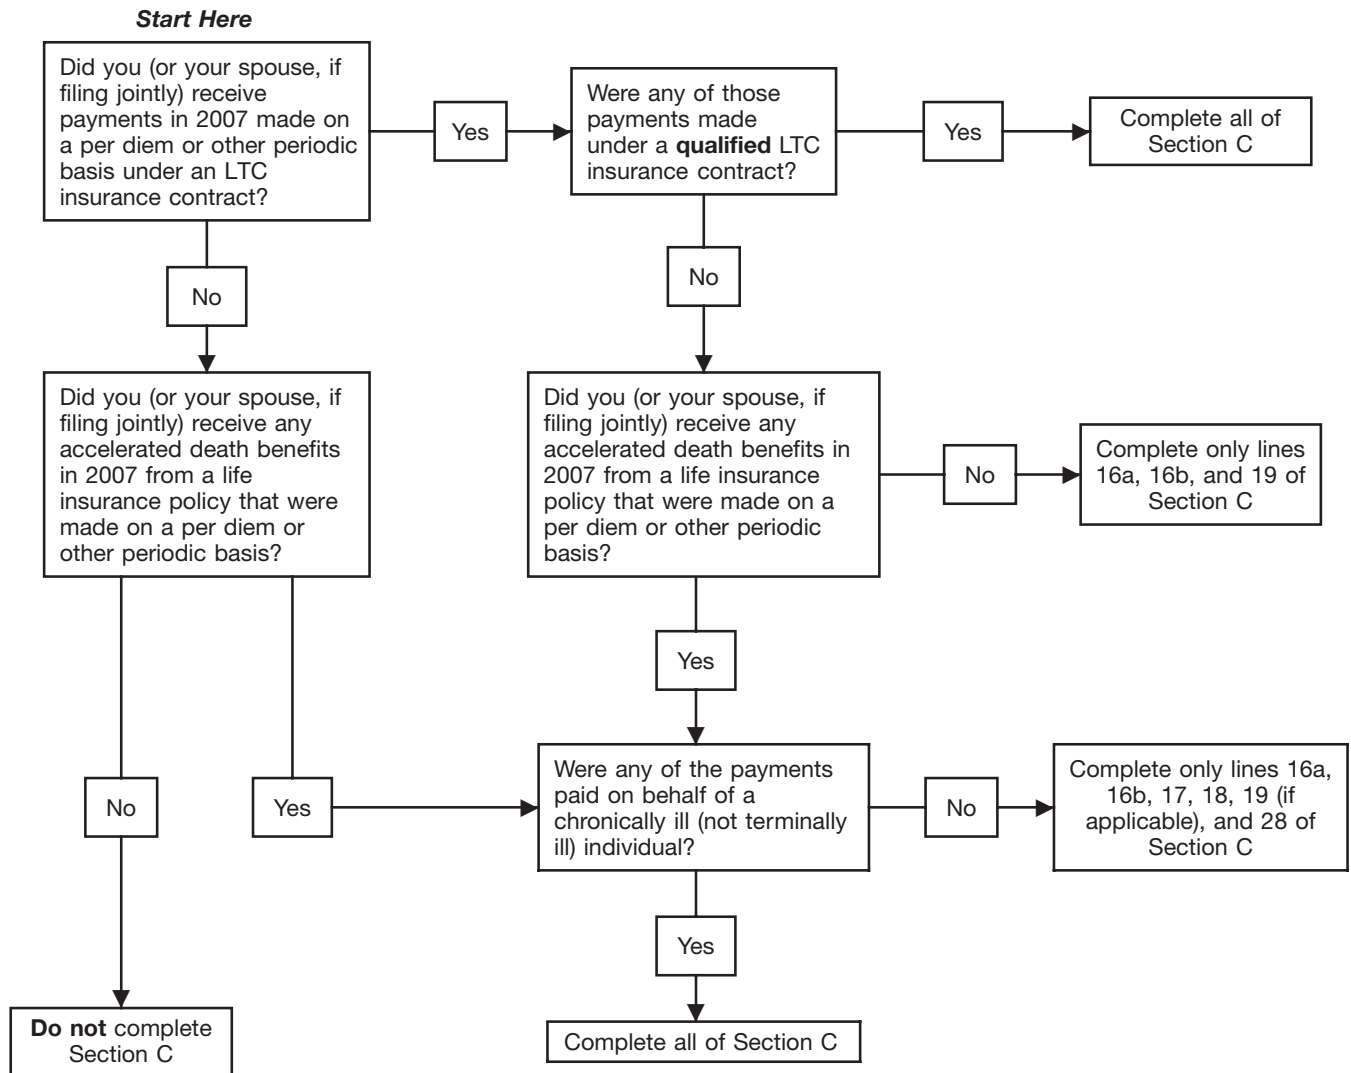 Start Here
Did you (or your spouse, if
filing jointly) receive
payments in 2007 made on
a per diem or other periodic
basis under an LTC
insurance contract?
Yes
Were any of those
payments made
under a qualified LTC
insurance contract?
Yes
Complete all of
Section C
No
No
Did you (or your spouse, if
filing jointly) receive any
accelerated death benefits
in 2007 from a life
insurance policy that were
made on a per diem or
other periodic basis?
Did you (or your spouse, if
filing jointly) receive any
accelerated death benefits in
2007 from a life insurance
policy that were made on a
per diem or other periodic
basis?
No
Complete only lines
16a, 16b, and 19 of
Section C
Yes
No
Yes
Were any of the payments
paid on behalf of a
chronically ill (not terminally
ill) individual?
No
Complete only lines 16a,
16b, 17, 18, 19 (if
applicable), and 28 of
Section C
Yes
Do not complete
Section C
Complete all of Section C